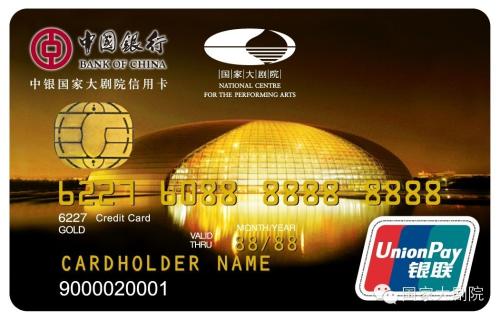 中国銀行
BANK OF CHINA
中银国家大剧院信用卡
国家大剧院
NATIONAL CENTRE
FOR THE PERFORMING ARTS
6227 6088 8888 8888
6227 Credit Card
GOLD
MONTH/YEAR
VALID
THRU
88/88
CARDHOLDER NAME
9000020001
UnionPay
银联
国家大剧院